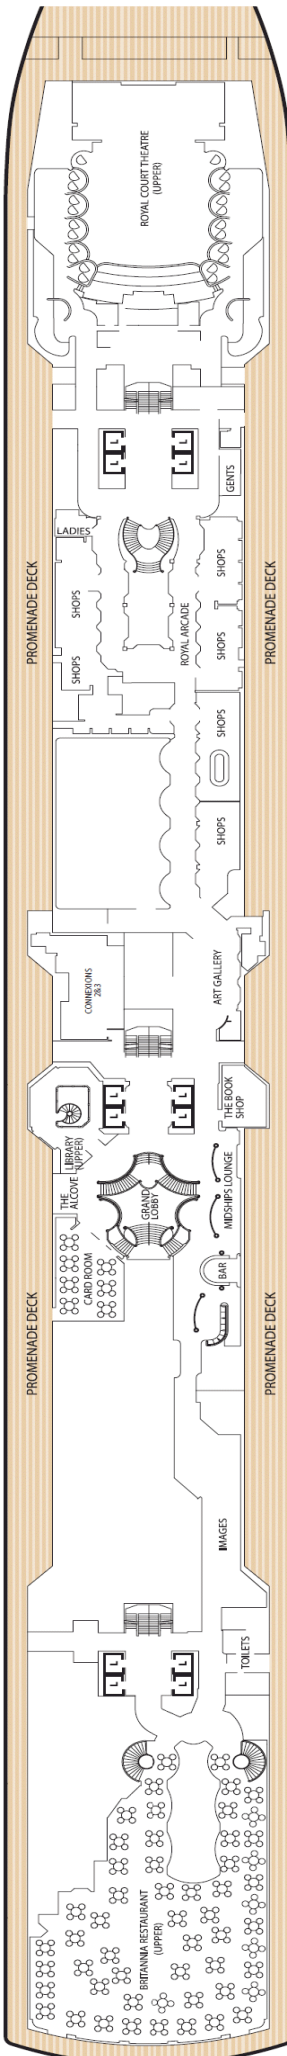 ROYAL COURT THEATRE
(UPPER)
L
L
L
L
GENTS
LADIES
PROMENADE DECK
SHOPS
SHOPS
ROYAL ARCADE
SHOPS
SHOPS
PROMENADE DECK
SHOPS
SHOPS
CONNEXIONS
2&3
ART GALLERY
L
L
L
L
THE BOOK
SHOP
LIBRARY
(UPPER)
THE
ALCOVE
GRAND
LOBBY
MIDSHIPS LOUNGE
CARD ROOM
BAR
PROMENADE DECK
PROMENADE DECK
IMAGES
TOILETS
L
L
L
L
BRITANNIA RESTAURANT
(UPPER)